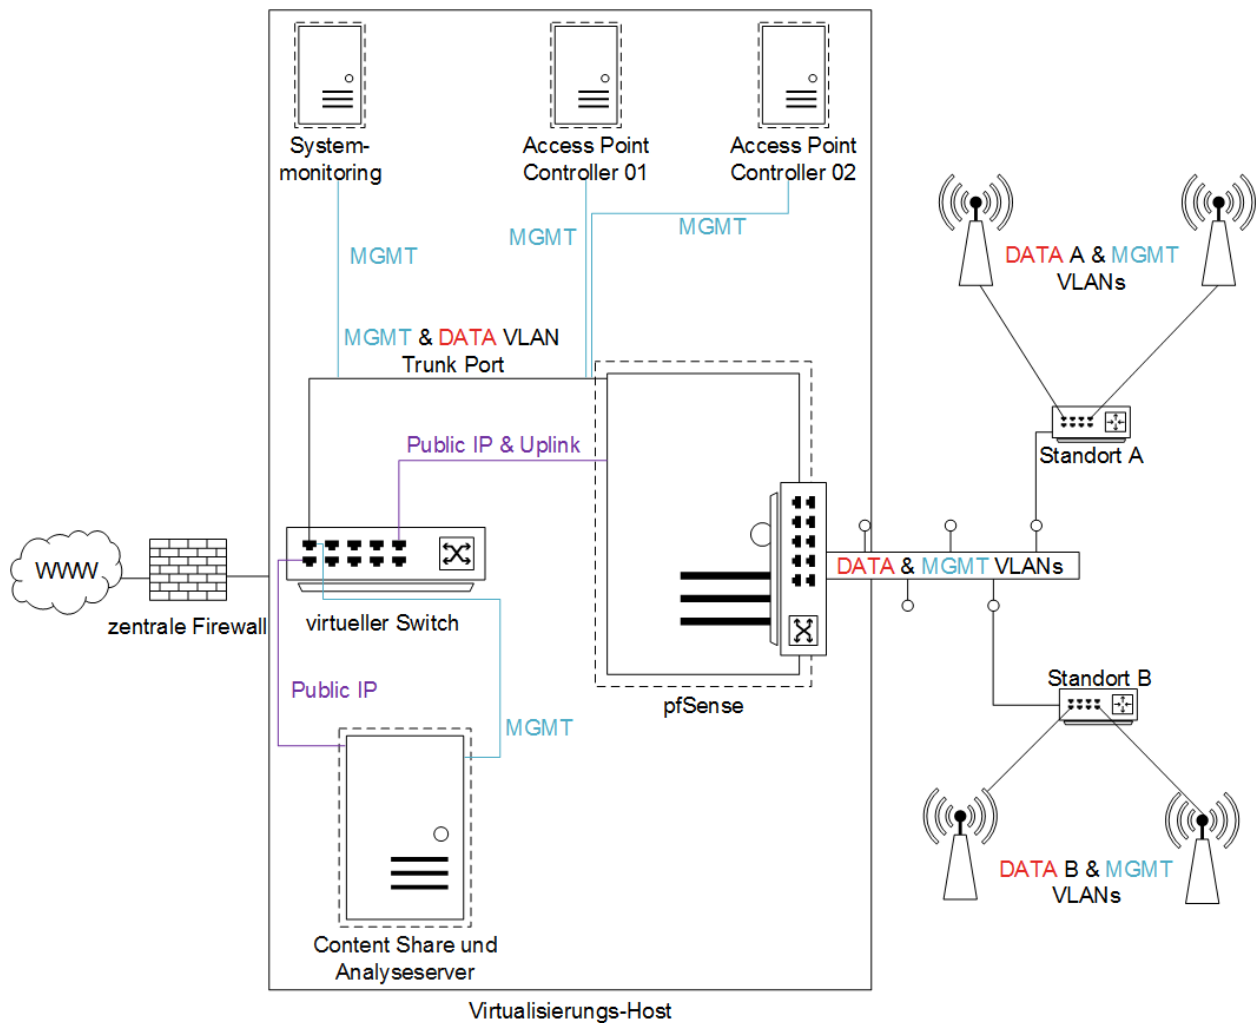 System-
monitoring
Access Point
Controller 01
Access Point
Controller 02
MGMT
MGMT
MGMT
DATA A & MGMT
VLANs
MGMT & DATA VLAN
Trunk Port
Public IP & Uplink
Standort A
WWW
zentrale Firewall
virtueller Switch
DATA & MGMT VLANs
Public IP
MGMT
pfSense
Standort B
DATA B & MGMT
VLANs
Content Share und
Analyseserver
Virtualisierungs-Host